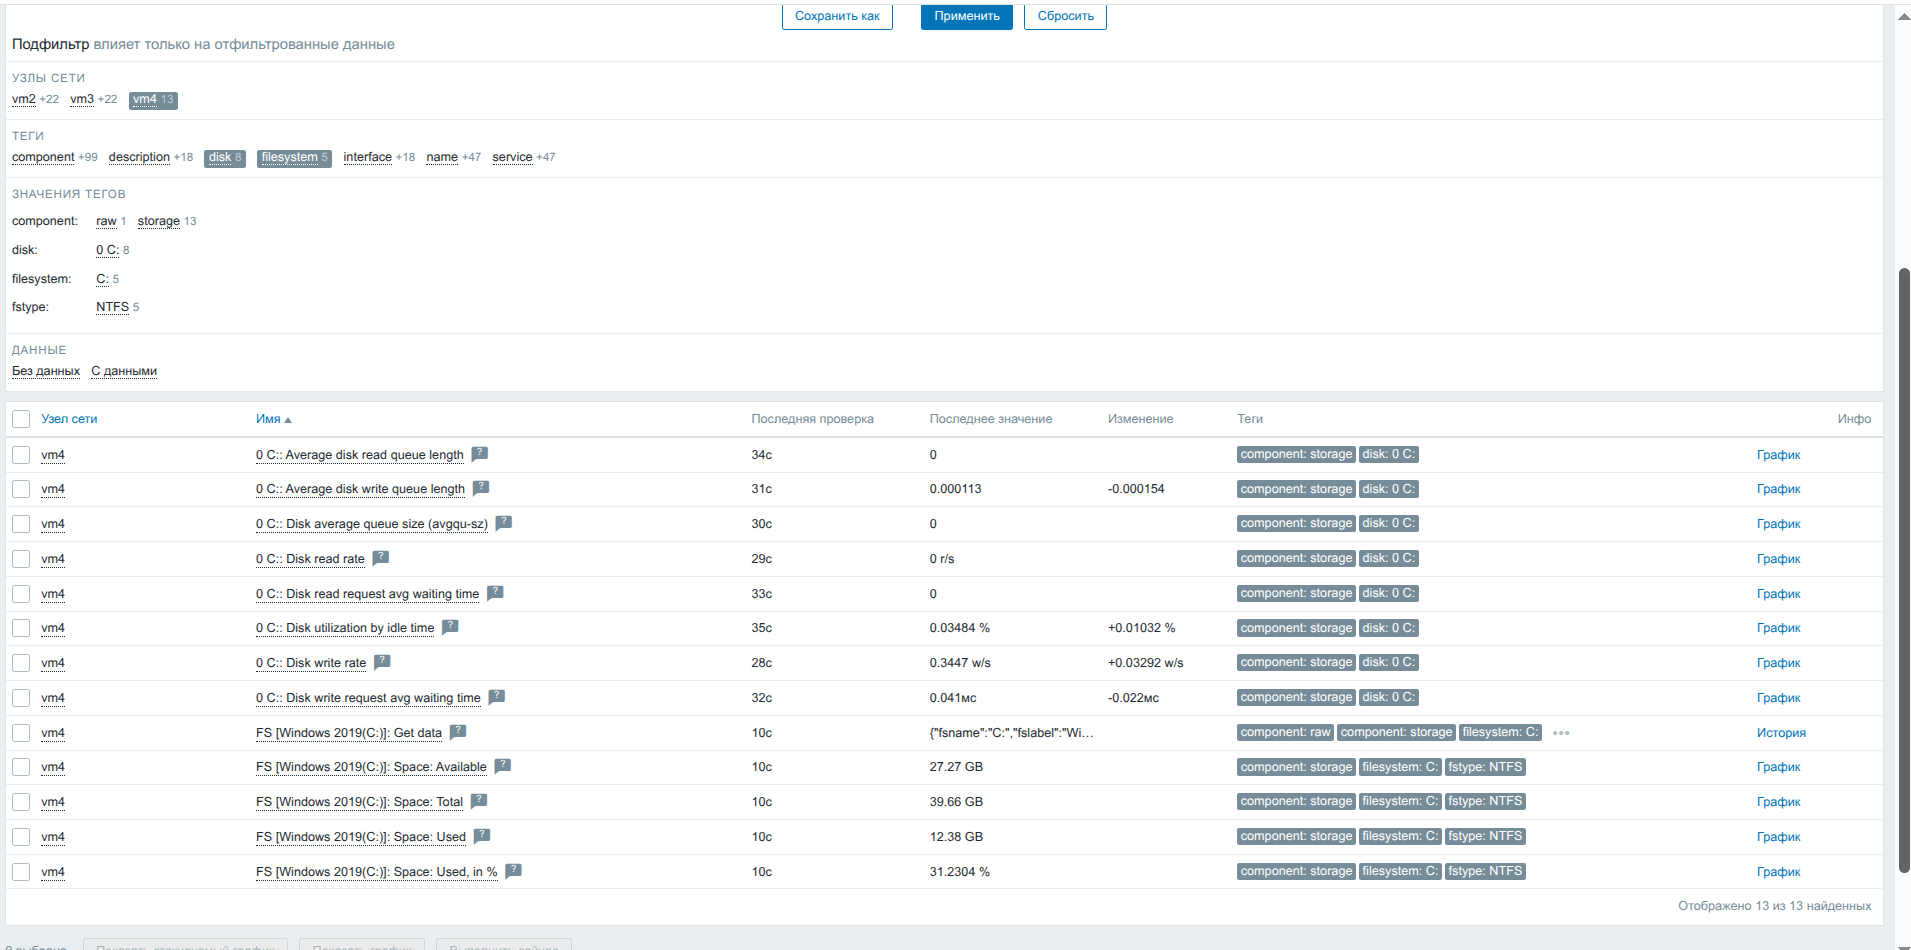 Сохранить как Применить Сбросить
Подфильтр влияет только на отфильтрованные данные
УЗЛЫ СЕТИ
vm2 +22 vm3 +22 vm4 13
ТЕГИ
component +99 description +18 disk 8 filesystem 5 interface +18 name +47 service +47
ЗНАЧЕНИЯ ТЕГОВ
component: raw 1 storage 13
disk: 0 C: 8
filesystem: C: 5
fstype: NTFS 5
ДАННЫЕ
Без данных С данными
Узел сети Имя Последняя проверка Последнее значение Изменение Теги Инфо
vm4 0 C:: Average disk read queue length ? 34с 0 component: storage disk: 0 C: График
vm4 0 C:: Average disk write queue length ? 31с 0.000113 -0.000154 component: storage disk: 0 C: График
vm4 0 C:: Disk average queue size (avgqu-sz) ? 30с 0 component: storage disk: 0 C: График
vm4 0 C:: Disk read rate ? 29с 0 r/s component: storage disk: 0 C: График
vm4 0 C:: Disk read request avg waiting time ? 33с 0 component: storage disk: 0 C: График
vm4 0 C:: Disk utilization by idle time ? 35с 0.03484 % +0.01032 % component: storage disk: 0 C: График
vm4 0 C:: Disk write rate ? 28с 0.3447 w/s +0.03292 w/s component: storage disk: 0 C: График
vm4 0 C:: Disk write request avg waiting time ? 32с 0.041мс -0.022мс component: storage disk: 0 C: График
vm4 FS [Windows 2019(C:)]: Get data ? 10с {"fsname":"C:","fslabel":"Wi... component: raw component: storage filesystem: C: ••• История
vm4 FS [Windows 2019(C:)]: Space: Available ? 10с 27.27 GB component: storage filesystem: C: fstype: NTFS График
vm4 FS [Windows 2019(C:)]: Space: Total ? 10с 39.66 GB component: storage filesystem: C: fstype: NTFS График
vm4 FS [Windows 2019(C:)]: Space: Used ? 10с 12.38 GB component: storage filesystem: C: fstype: NTFS График
vm4 FS [Windows 2019(C:)]: Space: Used, in % ? 10с 31.2304 % component: storage filesystem: C: fstype: NTFS График
Отображено 13 из 13 найденных